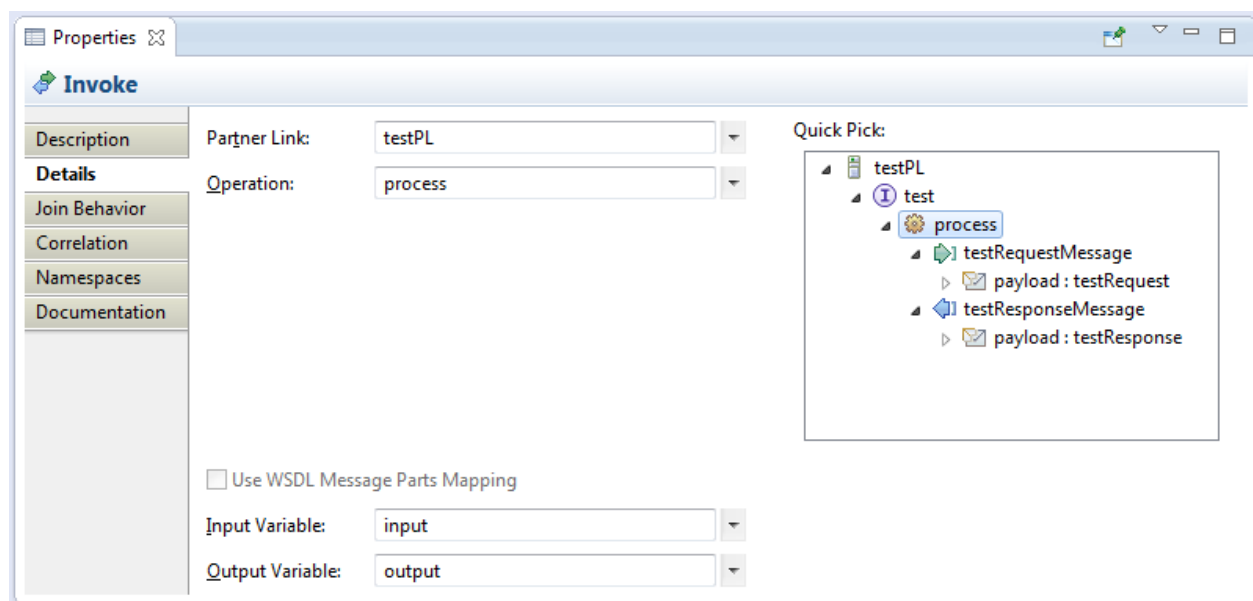 Properties
Invoke
Description
Details
Join Behavior
Correlation
Namespaces
Documentation
Partner Link: testPL
Operation: process
Quick Pick:
testPL
test
process
testRequestMessage
payload : testRequest
testResponseMessage
payload : testResponse
Use WSDL Message Parts Mapping
Input Variable: input
Output Variable: output